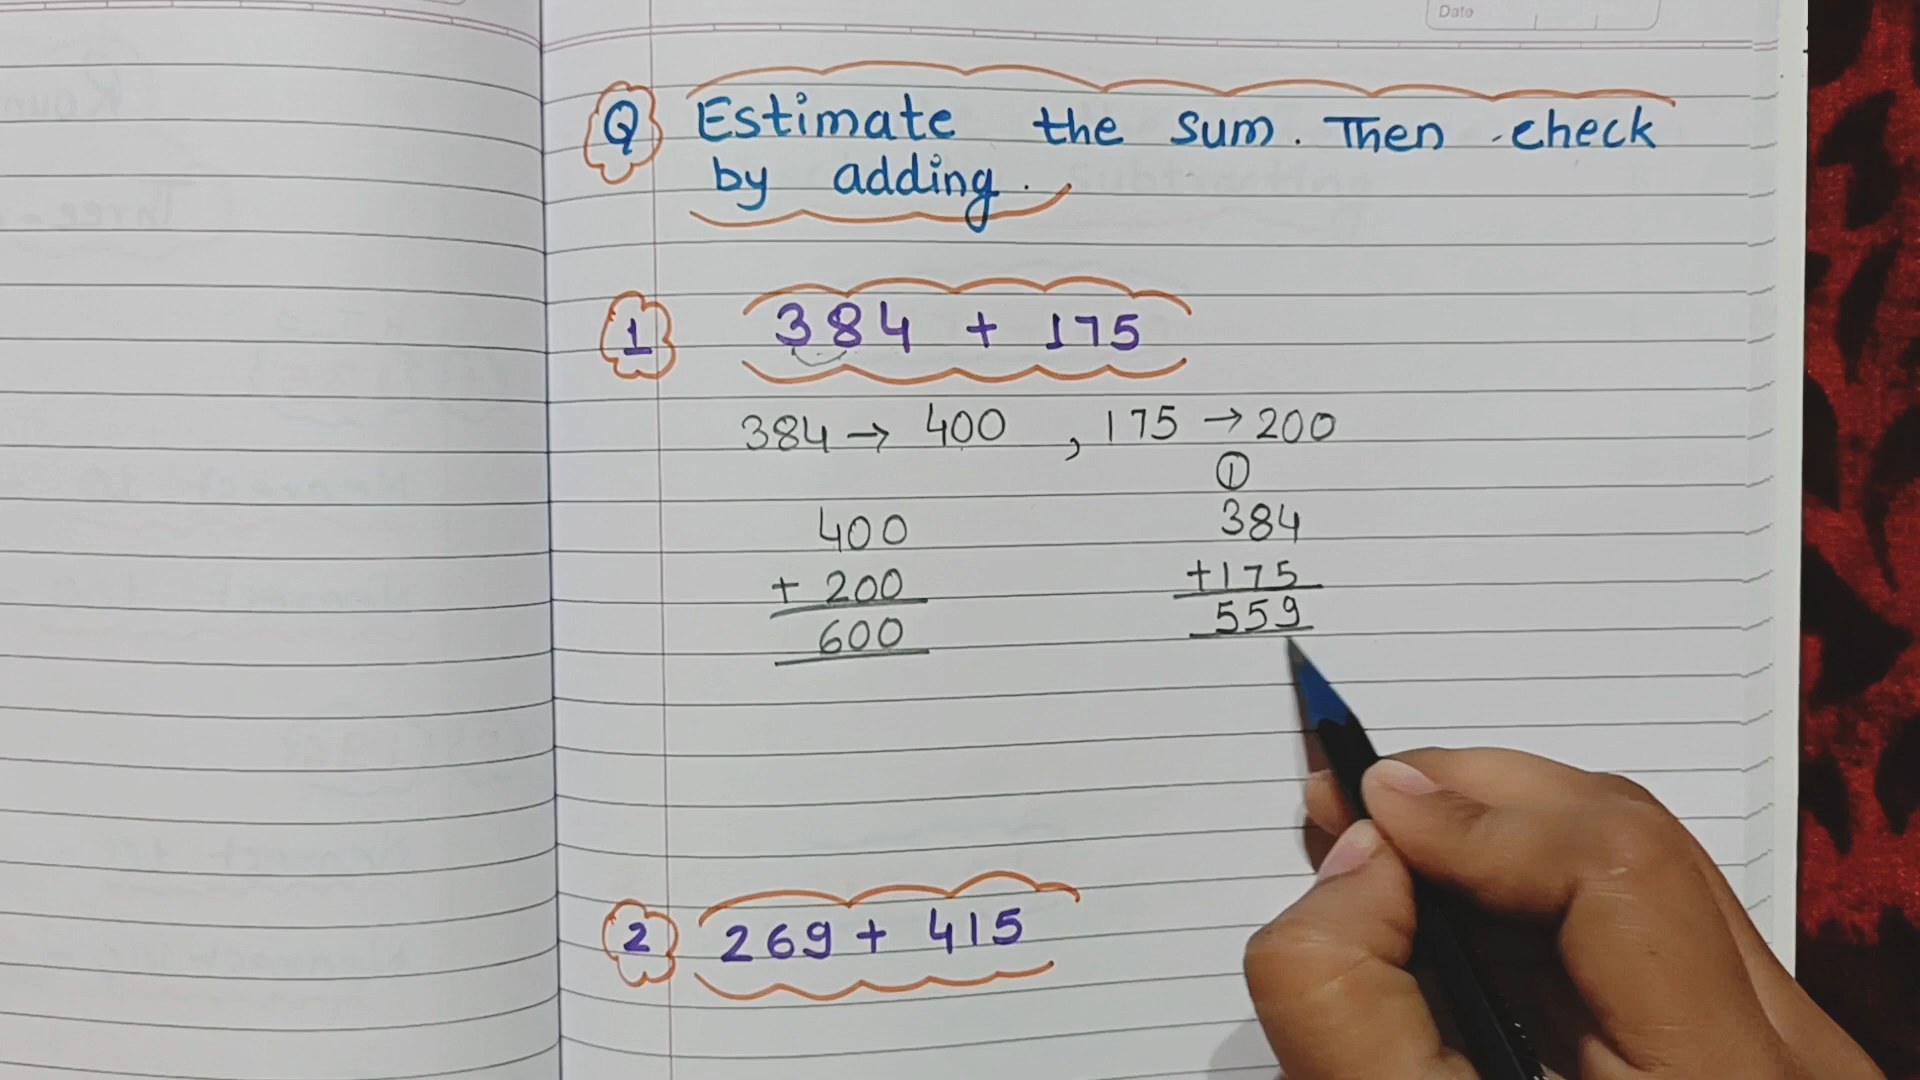 Date
Q Estimate the sum. Then check
by adding.
1 384 + 175
384 → 400 , 175 → 200
400
+ 200
600
1
384
+175
559
2 269 + 415